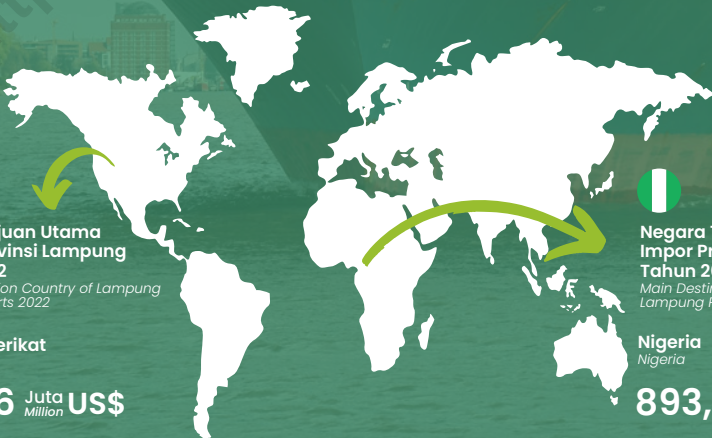 juan Utama
vinsi Lampung
2
on Country of Lampung
rts 2022
erikat
6 Juta Million US$
Negara T
Impor Pr
Tahun 20
Main Destin
Lampung P
Nigeria
Nigeria
893,